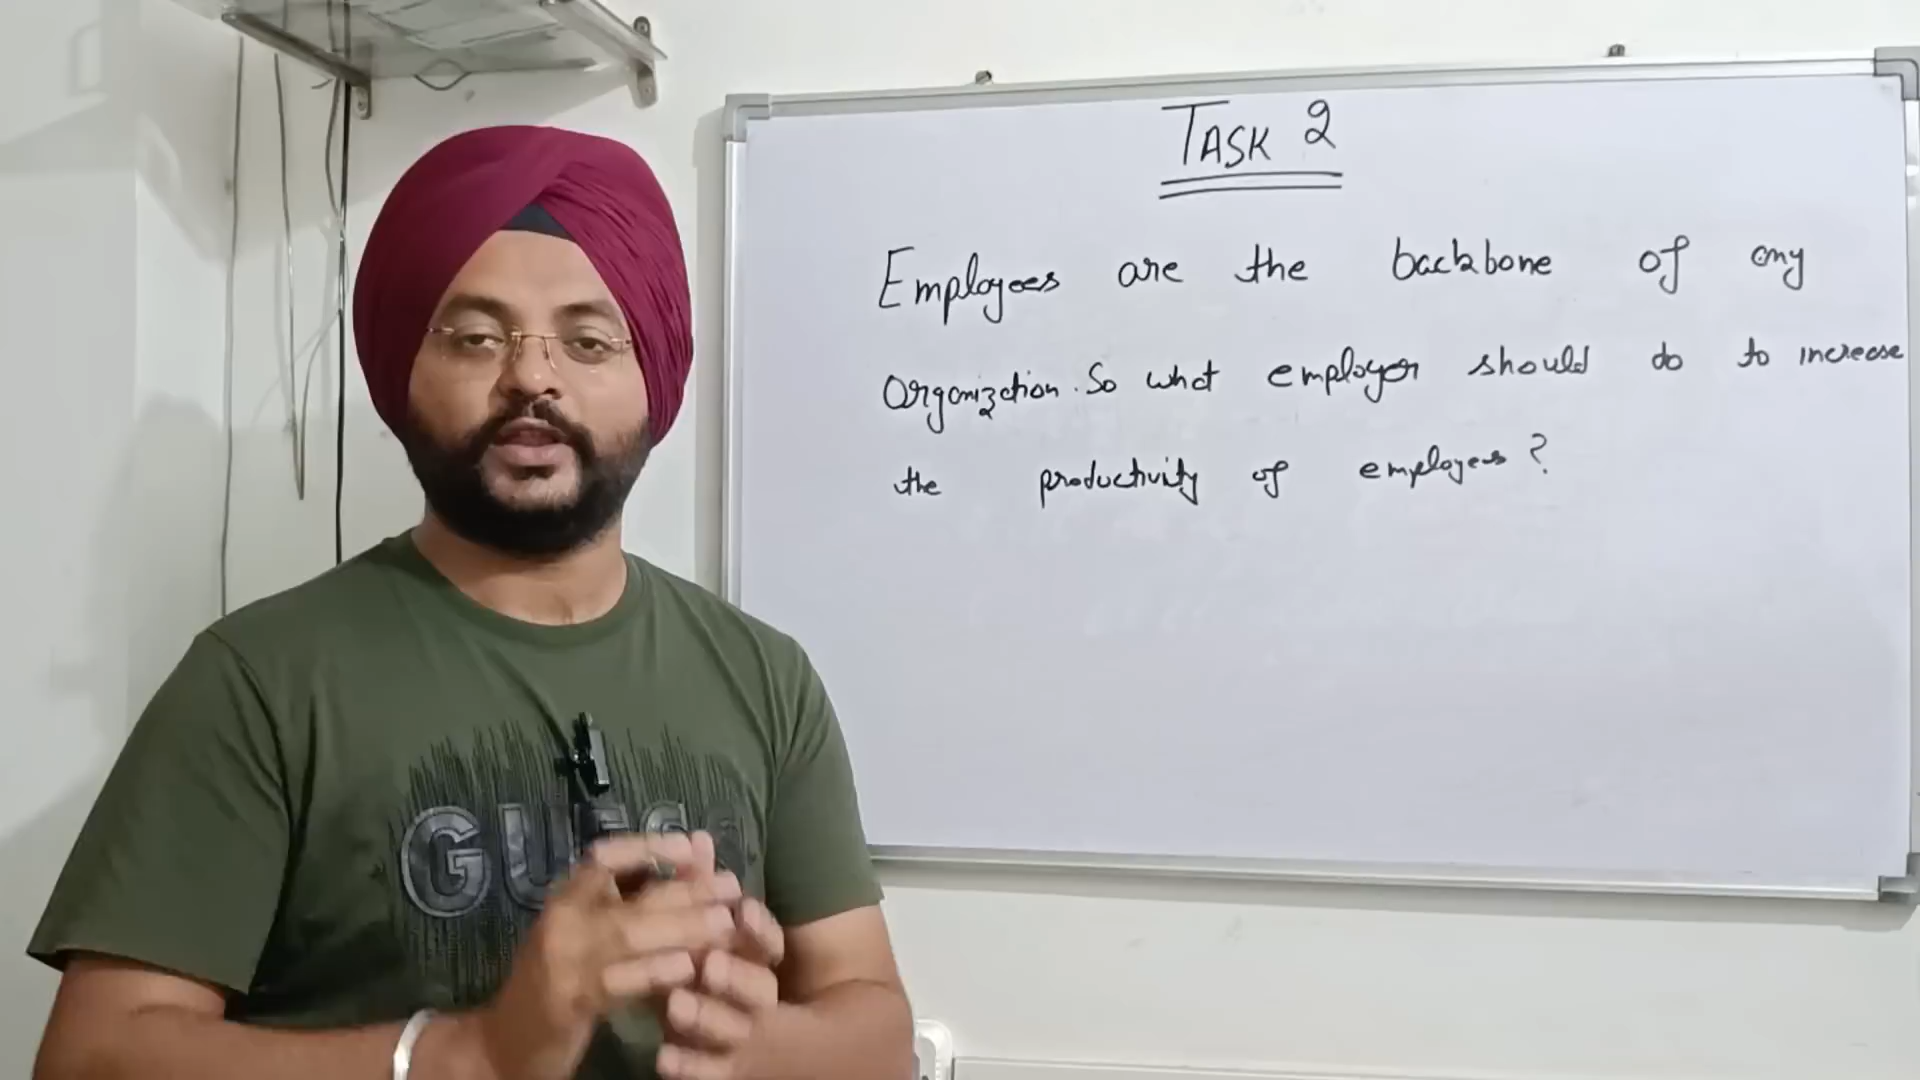 TASK 2
Employees are the backbone of any
Organization. So what employer should do to increase
the productivity of employees?
GUESS